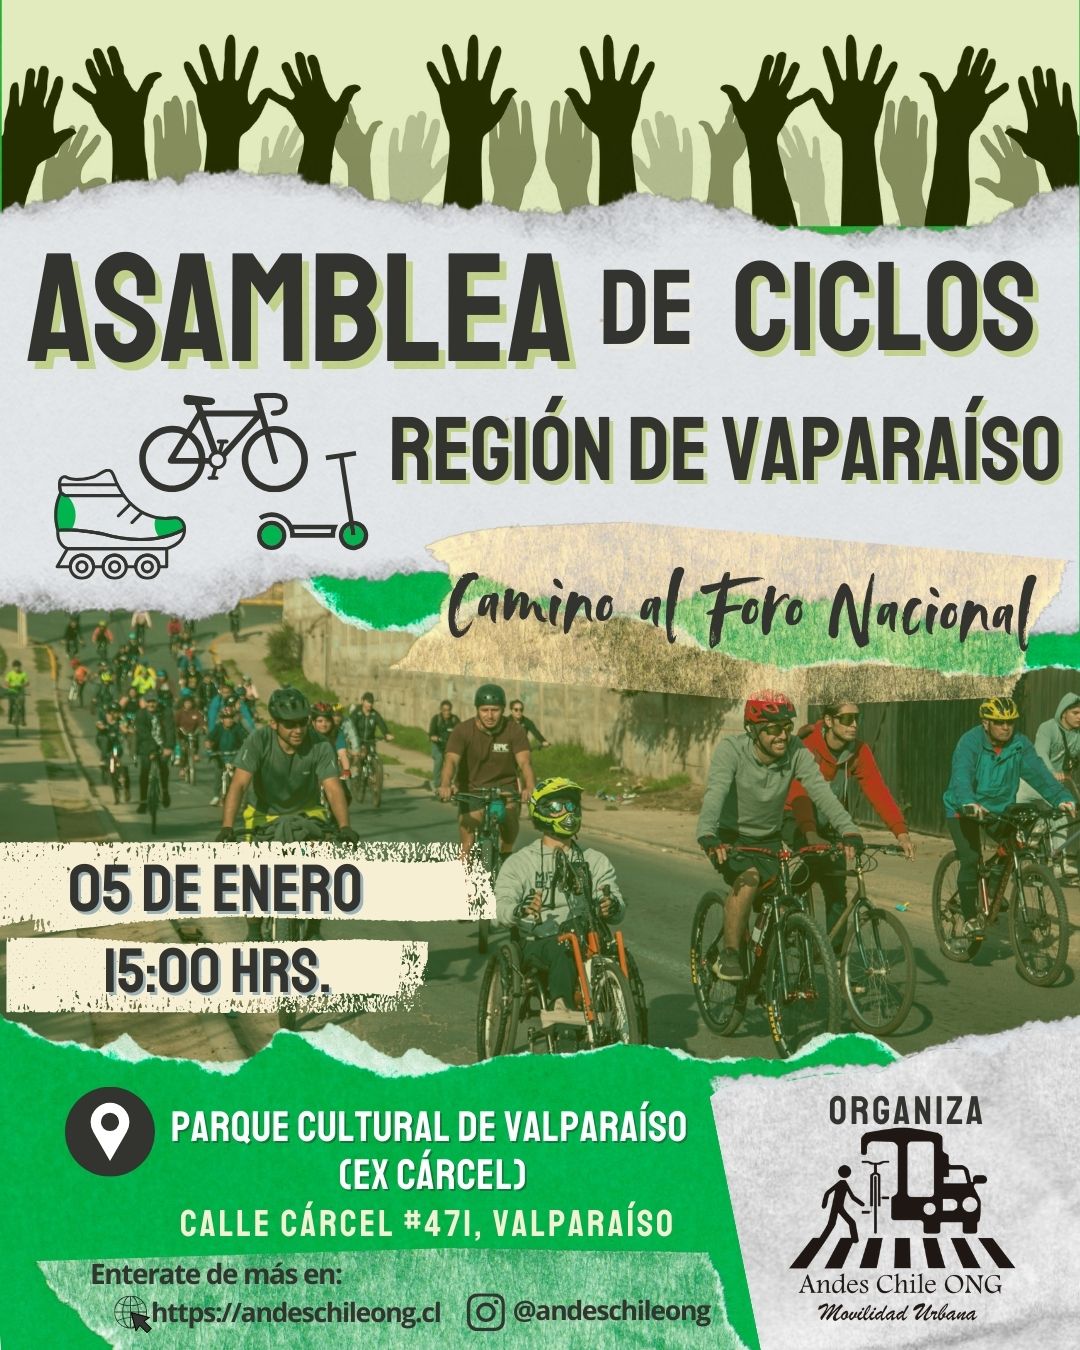 ASAMBLEA DE CICLOS
REGIÓN DE VAPARAÍSO
Camino al Foro Nacional
05 DE ENERO
15:00 HRS.
PARQUE CULTURAL DE VALPARAÍSO
(EX CÁRCEL)
CALLE CÁRCEL #471, VALPARAÍSO
Enterate de más en:
https://andeschileong.cl
@andeschileong
ORGANIZA
Andes Chile ONG
Movilidad Urbana